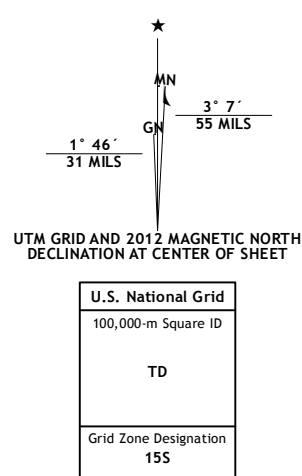 ★
MN
GN
3° 7´
55 MILS
1° 46´
31 MILS
UTM GRID AND 2012 MAGNETIC NORTH
DECLINATION AT CENTER OF SHEET
U.S. National Grid
100,000-m Square ID
TD
Grid Zone Designation
15S